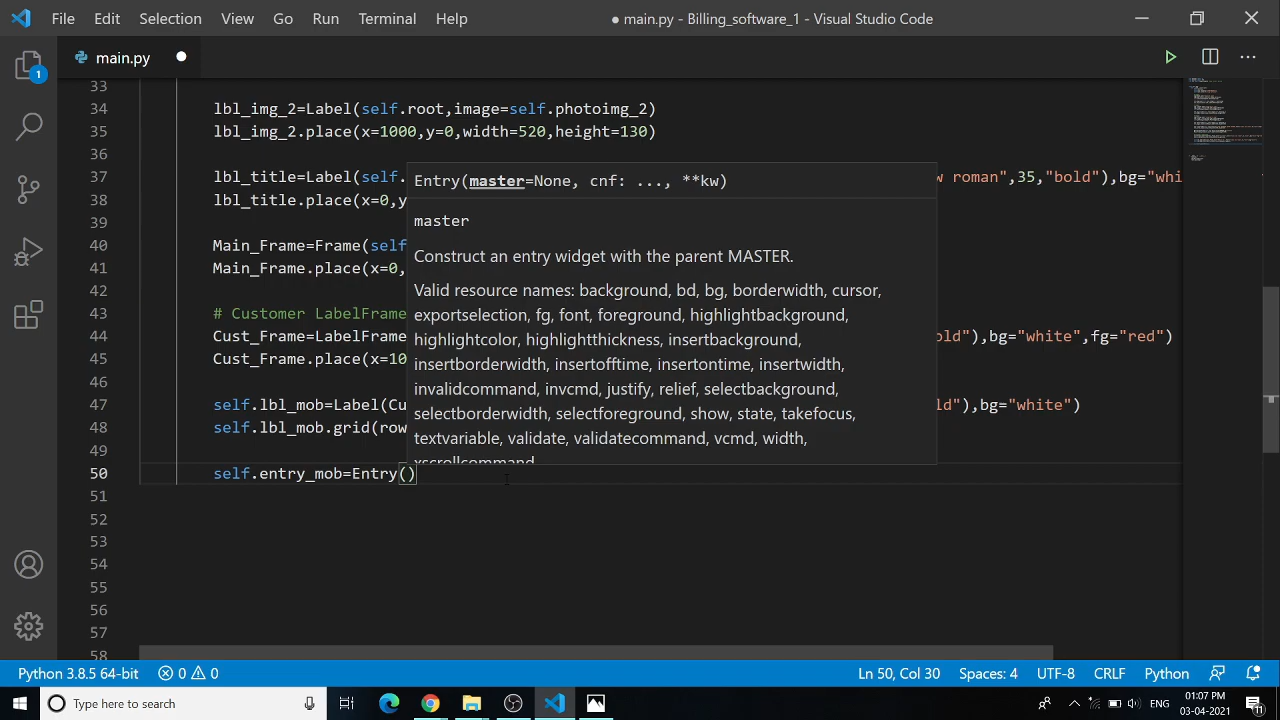 File Edit Selection View Go Run Terminal Help ● main.py - Billing_software_1 - Visual Studio Code
main.py
1
33
34 lbl_img_2=Label(self.root,image=self.photoimg_2)
35 lbl_img_2.place(x=1000,y=0,width=520,height=130)
36
37 lbl_title=Label(self. w roman",35,"bold"),bg="whi
38 lbl_title.place(x=0,y
39
40 Main_Frame=Frame(self
41 Main_Frame.place(x=0,
42
43 # Customer LabelFrame
44 Cust_Frame=LabelFrame old"),bg="white",fg="red")
45 Cust_Frame.place(x=10
46
47 self.lbl_mob=Label(Cu ld"),bg="white")
48 self.lbl_mob.grid(row
50 self.entry_mob=Entry()
51
52
53
54
55
56
57
58
Entry(master=None, cnf: ..., **kw)
master
Construct an entry widget with the parent MASTER.
Valid resource names: background, bd, bg, borderwidth, cursor,
exportselection, fg, font, foreground, highlightbackground,
highlightcolor, highlightthickness, insertbackground,
insertborderwidth, insertofftime, insertontime, insertwidth,
invalidcommand, invcmd, justify, relief, selectbackground,
selectborderwidth, selectforeground, show, state, takefocus,
textvariable, validate, validatecommand, vcmd, width,
xscrollcommand
Python 3.8.5 64-bit 0 0 Ln 50, Col 30 Spaces: 4 UTF-8 CRLF Python
Type here to search ENG 01:07 PM
03-04-2021 11